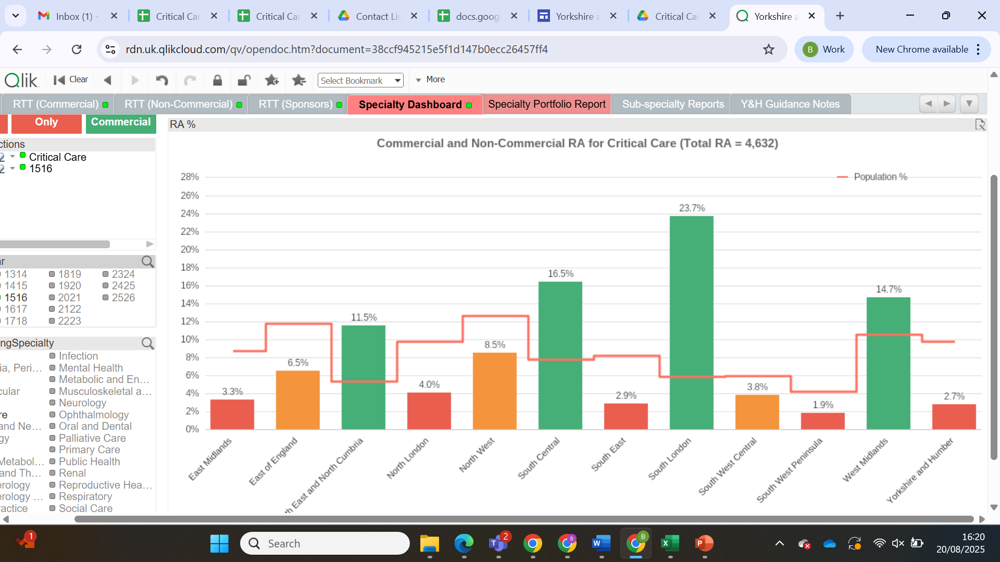 Inbox (1) -
Critical Car
Critical Car
Contact Lis
docs.googl
Yorkshire a
Critical Car
Yorkshire a
rdn.uk.qlikcloud.com/qv/opendoc.htm?document=38ccf945215e5f1d147b0ecc26457ff4
B Work
New Chrome available
Qlik
Clear
Select Bookmark
More
RTT (Commercial)
RTT (Non-Commercial)
RTT (Sponsors)
Specialty Dashboard
Specialty Portfolio Report
Sub-specialty Reports
Y&H Guidance Notes
Only
Commercial
ctions
Critical Care
1516
r
1314 1819 2324
1415 1920 2425
1516 2021 2526
1617 2122
1718 2223
ngSpecialty
Infection
ia, Peri... Mental Health
Metabolic and En...
cular Musculoskeletal a...
Neurology
re Ophthalmology
and Ne... Oral and Dental
gy Palliative Care
Primary Care
Metabol... Public Health
and Th... Renal
erology Reproductive Hea...
erology ... Respiratory
ractice Social Care
RA %
Commercial and Non-Commercial RA for Critical Care (Total RA = 4,632)
Population %
28%
26%
24%
22%
20%
18%
16%
14%
12%
10%
8%
6%
4%
2%
0%
3.3%
6.5%
11.5%
4.0%
8.5%
16.5%
2.9%
23.7%
3.8%
1.9%
14.7%
2.7%
East Midlands
East of England
th East and North Cumbria
North London
North West
South Central
South East
South London
South West Central
South West Peninsula
West Midlands
Yorkshire and Humber
1
Search
2
B
B
16:20
20/08/2025